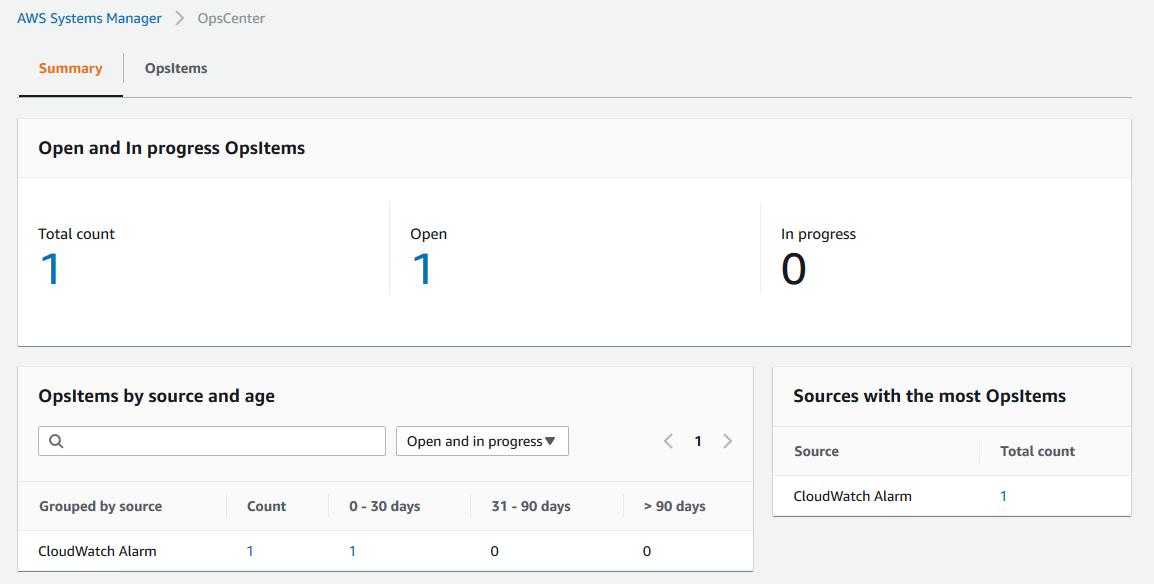 AWS Systems Manager > OpsCenter
Summary OpsItems
Open and In progress OpsItems
Total count Open In progress
1 1 0
OpsItems by source and age
Open and in progress 1
Grouped by source Count 0 - 30 days 31 - 90 days > 90 days
CloudWatch Alarm 1 1 0 0
Sources with the most OpsItems
Source Total count
CloudWatch Alarm 1